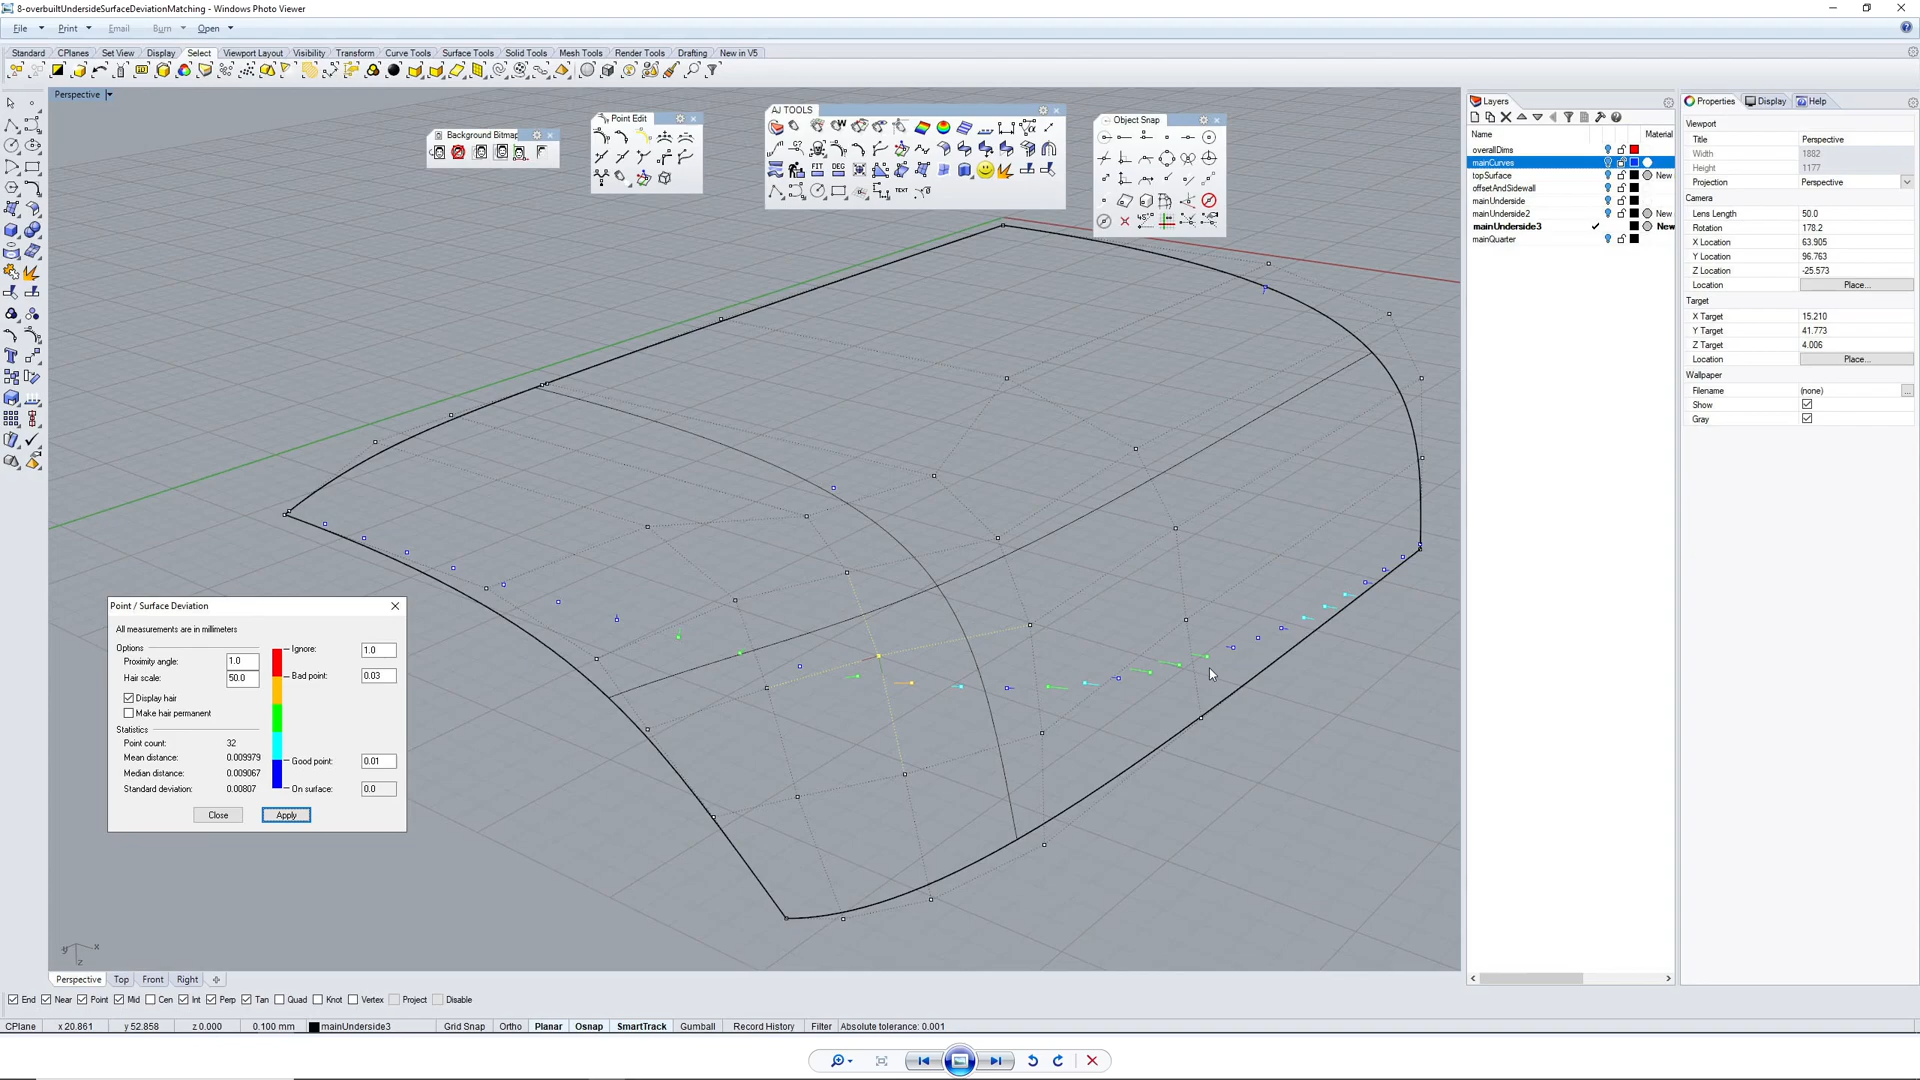 8-overbuiltUndersideSurfaceDeviationMatching - Windows Photo Viewer
File Print Email Burn Open
Standard CPlanes Set View Display Select Viewport Layout Visibility Transform Curve Tools Surface Tools Solid Tools Mesh Tools Render Tools Drafting New in V5
Perspective
Background Bitmap
Point Edit
AJ TOOLS
FIT DEG
TEXT
Object Snap
Layers
Name Material
overallDims
mainCurves
topSurface New
offsetAndSidewall
mainUnderside
mainUnderside2 New
mainUnderside3 New
mainQuarter
Properties Display Help
Viewport
Title Perspective
Width 1882
Height 1177
Projection Perspective
Camera
Lens Length 50.0
Rotation 178.2
X Location 63.905
Y Location 96.763
Z Location -25.573
Location Place...
Target
X Target 15.210
Y Target 41.773
Z Target 4.006
Location Place...
Wallpaper
Filename (none) ...
Show
Gray
Point / Surface Deviation
All measurements are in millimeters
Options
Proximity angle: 1.0
Hair scale: 50.0
Display hair
Make hair permanent
Statistics
Point count: 32
Mean distance: 0.009979
Median distance: 0.009067
Standard deviation: 0.00807
Ignore: 1.0
Bad point: 0.03
Good point: 0.01
On surface: 0.0
Close Apply
y x
z
Perspective Top Front Right
End Near Point Mid Cen Int Perp Tan Quad Knot Vertex Project Disable
CPlane x 20.861 y 52.858 z 0.000 0.100 mm mainUnderside3 Grid Snap Ortho Planar Osnap SmartTrack Gumball Record History Filter Absolute tolerance: 0.001